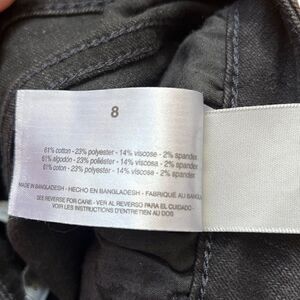 8
61% cotton - 23% polyester - 14% viscose - 2% spandex
61% algodón - 23% poliéster - 14% viscosa - 2% spandex
61% coton - 23% polyester - 14% viscose - 2% spandex
MADE IN BANGLADESH - HECHO EN BANGLADESH - FABRIQUÉ AU
SEE REVERSE FOR CARE - VER AL REVERSO PARA EL CUIDADO -
VOIR LES INSTRUCTIONS D'ENTRETIEN AU DOS